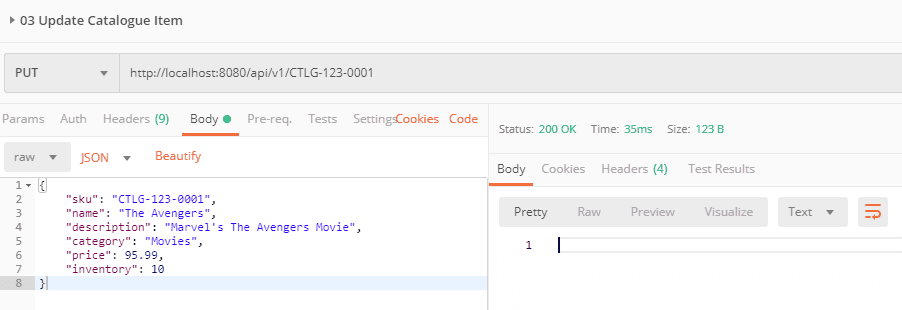 03 Update Catalogue Item
PUT http://localhost:8080/api/v1/CTLG-123-0001
Params Auth Headers (9) Body Pre-req. Tests Settings Cookies Code
raw JSON Beautify
1 {
2 "sku": "CTLG-123-0001",
3 "name": "The Avengers",
4 "description": "Marvel's The Avengers Movie",
5 "category": "Movies",
6 "price": 95.99,
7 "inventory": 10
8 }
Status: 200 OK Time: 35ms Size: 123 B
Body Cookies Headers (4) Test Results
Pretty Raw Preview Visualize Text
1